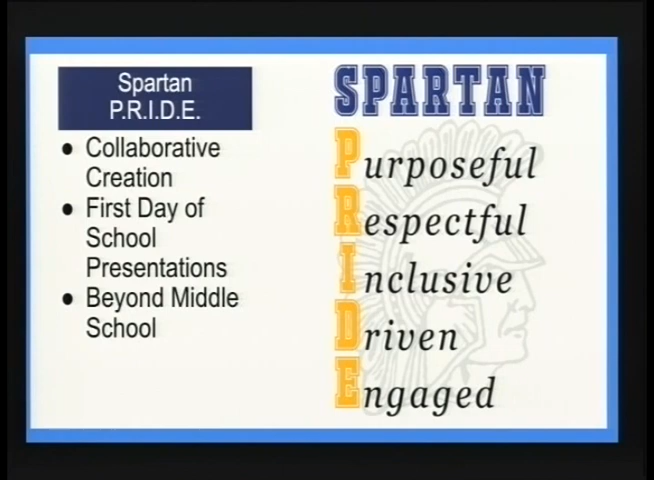 Spartan
P.R.I.D.E.
● Collaborative
Creation
● First Day of
School
Presentations
● Beyond Middle
School
SPARTAN
Purposeful
Respectful
Inclusive
Driven
Engaged